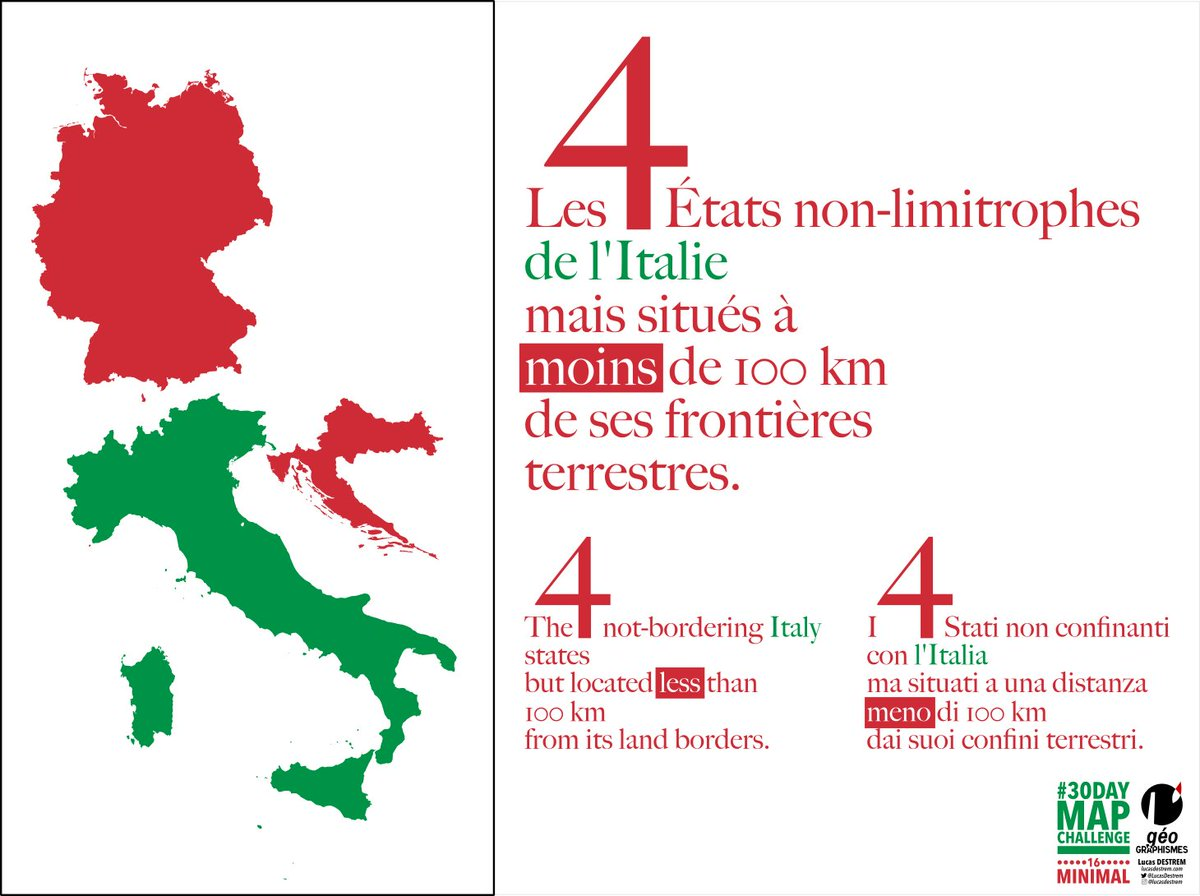 Les 4 États non-limitrophes
de l'Italie
mais situés à
moins de 100 km
de ses frontières
terrestres.
The 4 not-bordering Italy
states
but located less than
100 km
from its land borders.
I 4 Stati non confinanti
con l'Italia
ma situati a una distanza
meno di 100 km
dai suoi confini terrestri.
#30DAY
MAP
CHALLENGE
16
MINIMAL
géo
GRAPHISMES
Lucas DESTREM
lucasdestrem.com
@LucasDestrem
@lucasdestrem